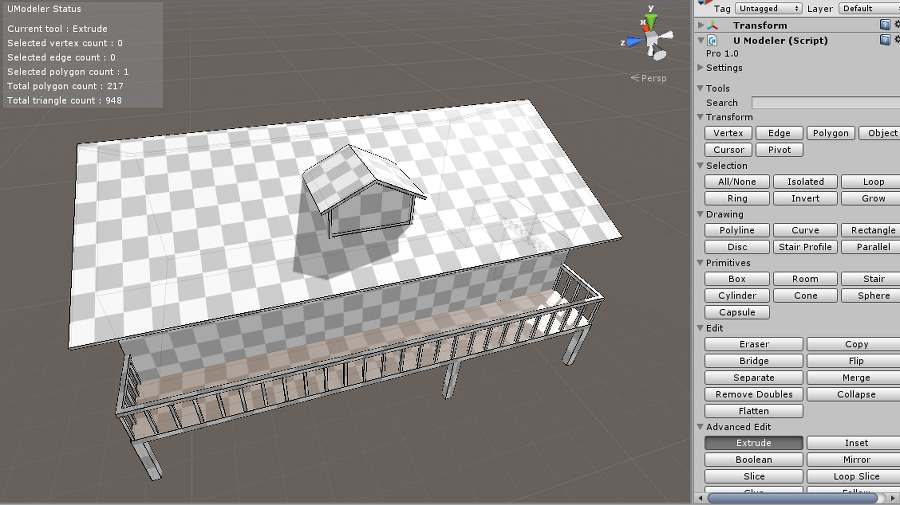 UModeler Status
Current tool : Extrude
Selected vertex count : 0
Selected edge count : 0
Selected polygon count : 1
Total polygon count : 217
Total triangle count : 948
y
x
z
Persp
Tag Untagged Layer Default
Transform
U Modeler (Script)
Pro 1.0
Settings
Tools
Search
Transform
Vertex Edge Polygon Object
Cursor Pivot
Selection
All/None Isolated Loop
Ring Invert Grow
Drawing
Polyline Curve Rectangle
Disc Stair Profile Parallel
Primitives
Box Room Stair
Cylinder Cone Sphere
Capsule
Edit
Eraser Copy
Bridge Flip
Separate Merge
Remove Doubles Collapse
Flatten
Advanced Edit
Extrude Inset
Boolean Mirror
Slice Loop Slice